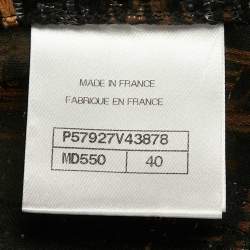 MADE IN FRANCE
FABRIQUE EN FRANCE
P57927V43878
MD550 40